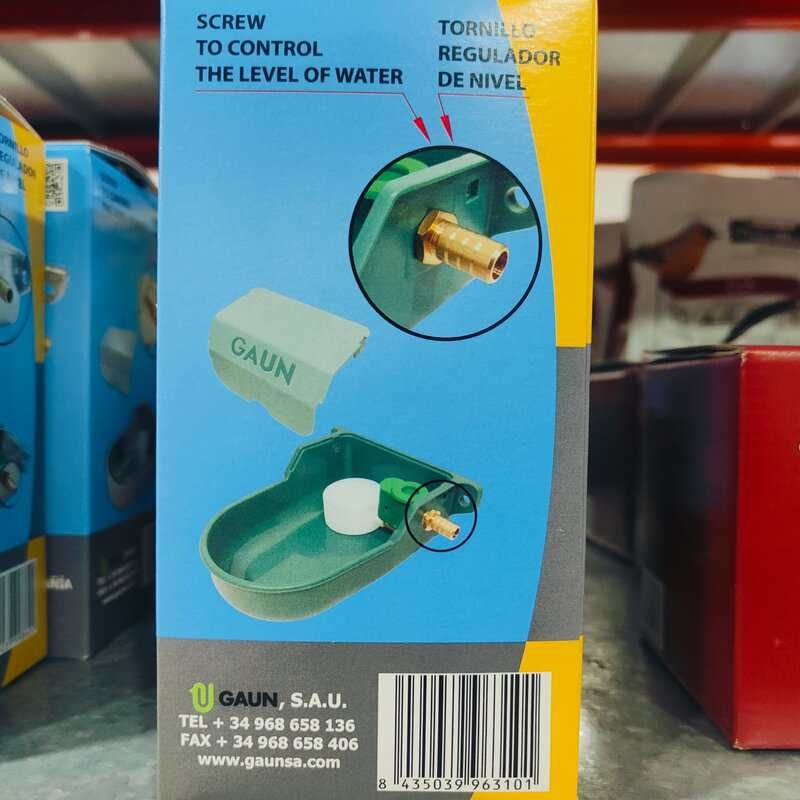 SCREW
TO CONTROL
THE LEVEL OF WATER
TORNILLO
REGULADOR
DE NIVEL
GAUN
GAUN, S.A.U.
TEL + 34 968 658 136
FAX + 34 968 658 406
www.gaunsa.com
8 435039 963101